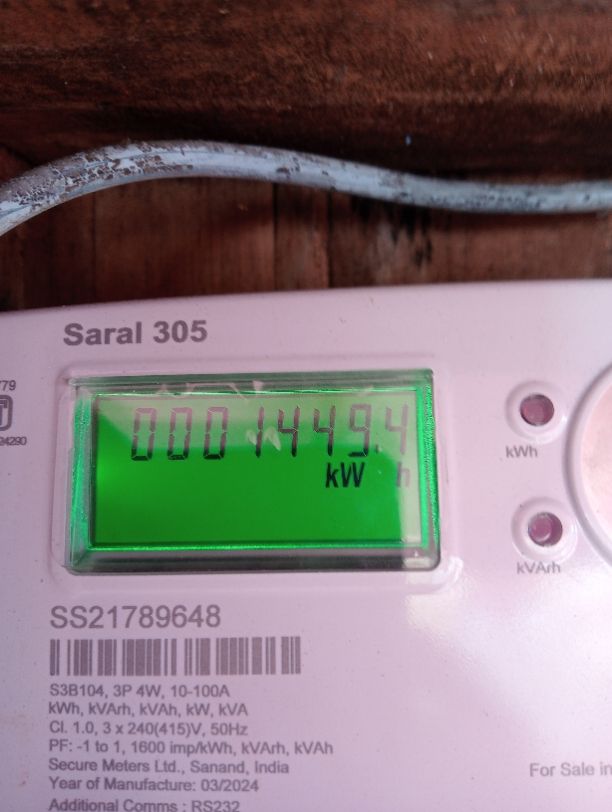 Saral 305
00014494.4
kW h
kWh
kVArh
SS21789648
S3B104, 3P 4W, 10-100A
kWh, kVArh, kVAh, kW, kVA
Cl. 1.0, 3 x 240(415)V, 50Hz
PF: -1 to 1, 1600 imp/kWh, kVArh, kVAh
Secure Meters Ltd., Sanand, India
Year of Manufacture: 03/2024
Additional Comms : RS232
For Sale in